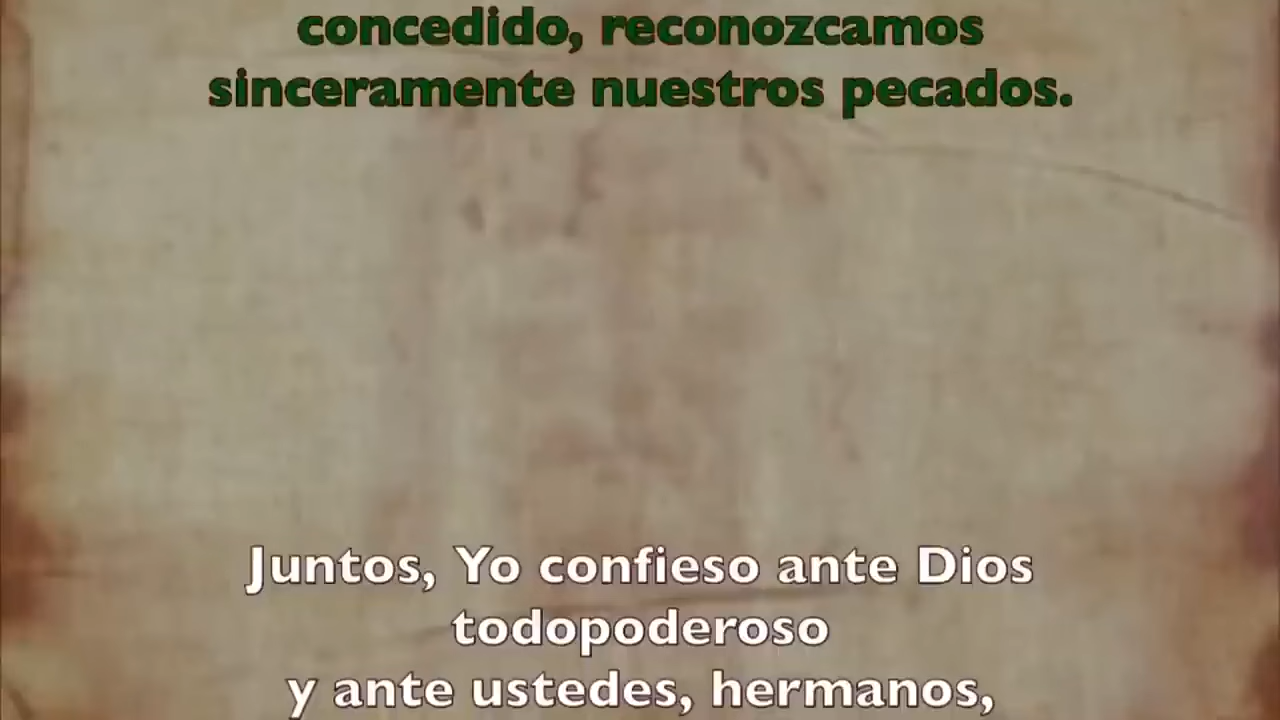 concedido, reconozcamos
sinceramente nuestros pecados.
Juntos, Yo confieso ante Dios
todopoderoso
y ante ustedes, hermanos,